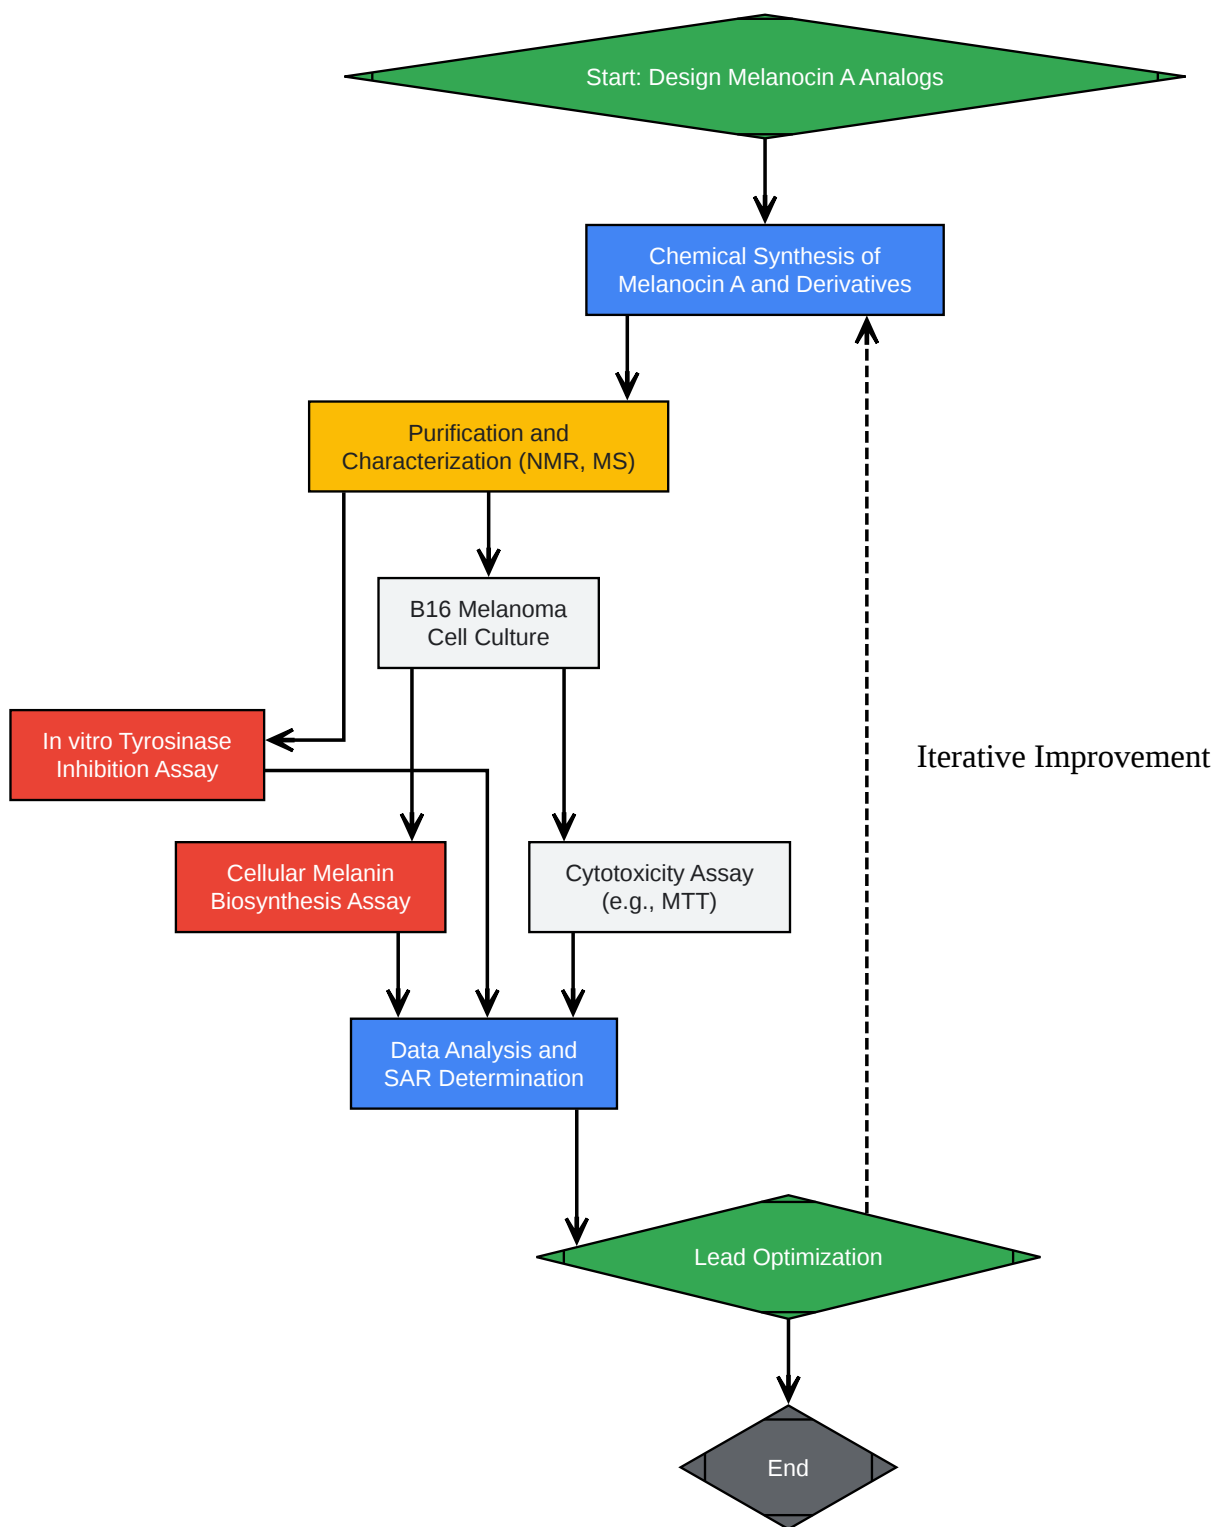 Start: Design Melanocin A Analogs
Chemical Synthesis of
Melanocin A and Derivatives
Purification and
Characterization (NMR, MS)
B16 Melanoma
Cell Culture
In vitro Tyrosinase
Inhibition Assay
Iterative Improvement
Cellular Melanin
Biosynthesis Assay
Cytotoxicity Assay
(e.g., MTT)
Data Analysis and
SAR Determination
Lead Optimization
End